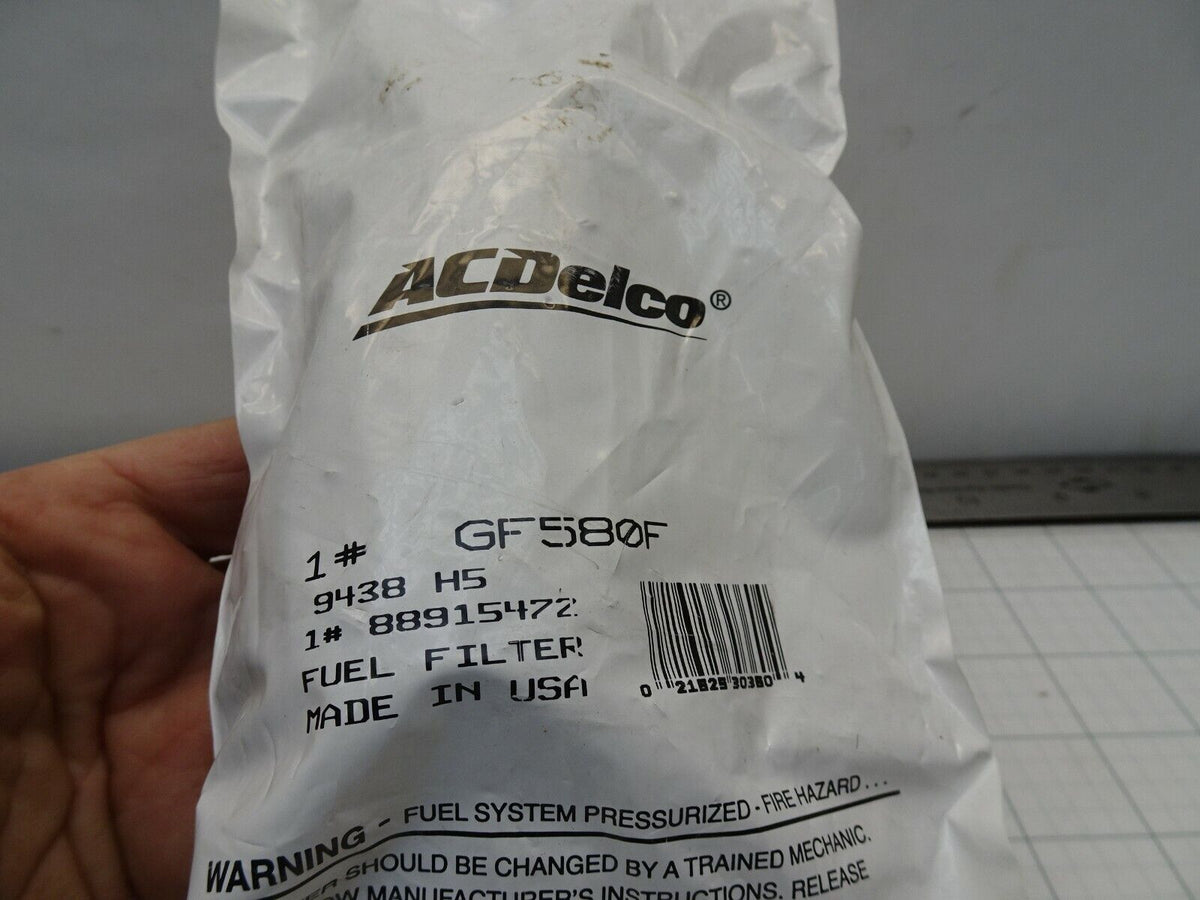 ACDelco®
1# GF580F
9438 H5
1# 88915472
FUEL FILTER
MADE IN USA
0 21625 30380 4
WARNING - FUEL SYSTEM PRESSURIZED - FIRE HAZARD ...
SHOULD BE CHANGED BY A TRAINED MECHANIC.
MANUFACTURER'S INSTRUCTIONS. RELEASE